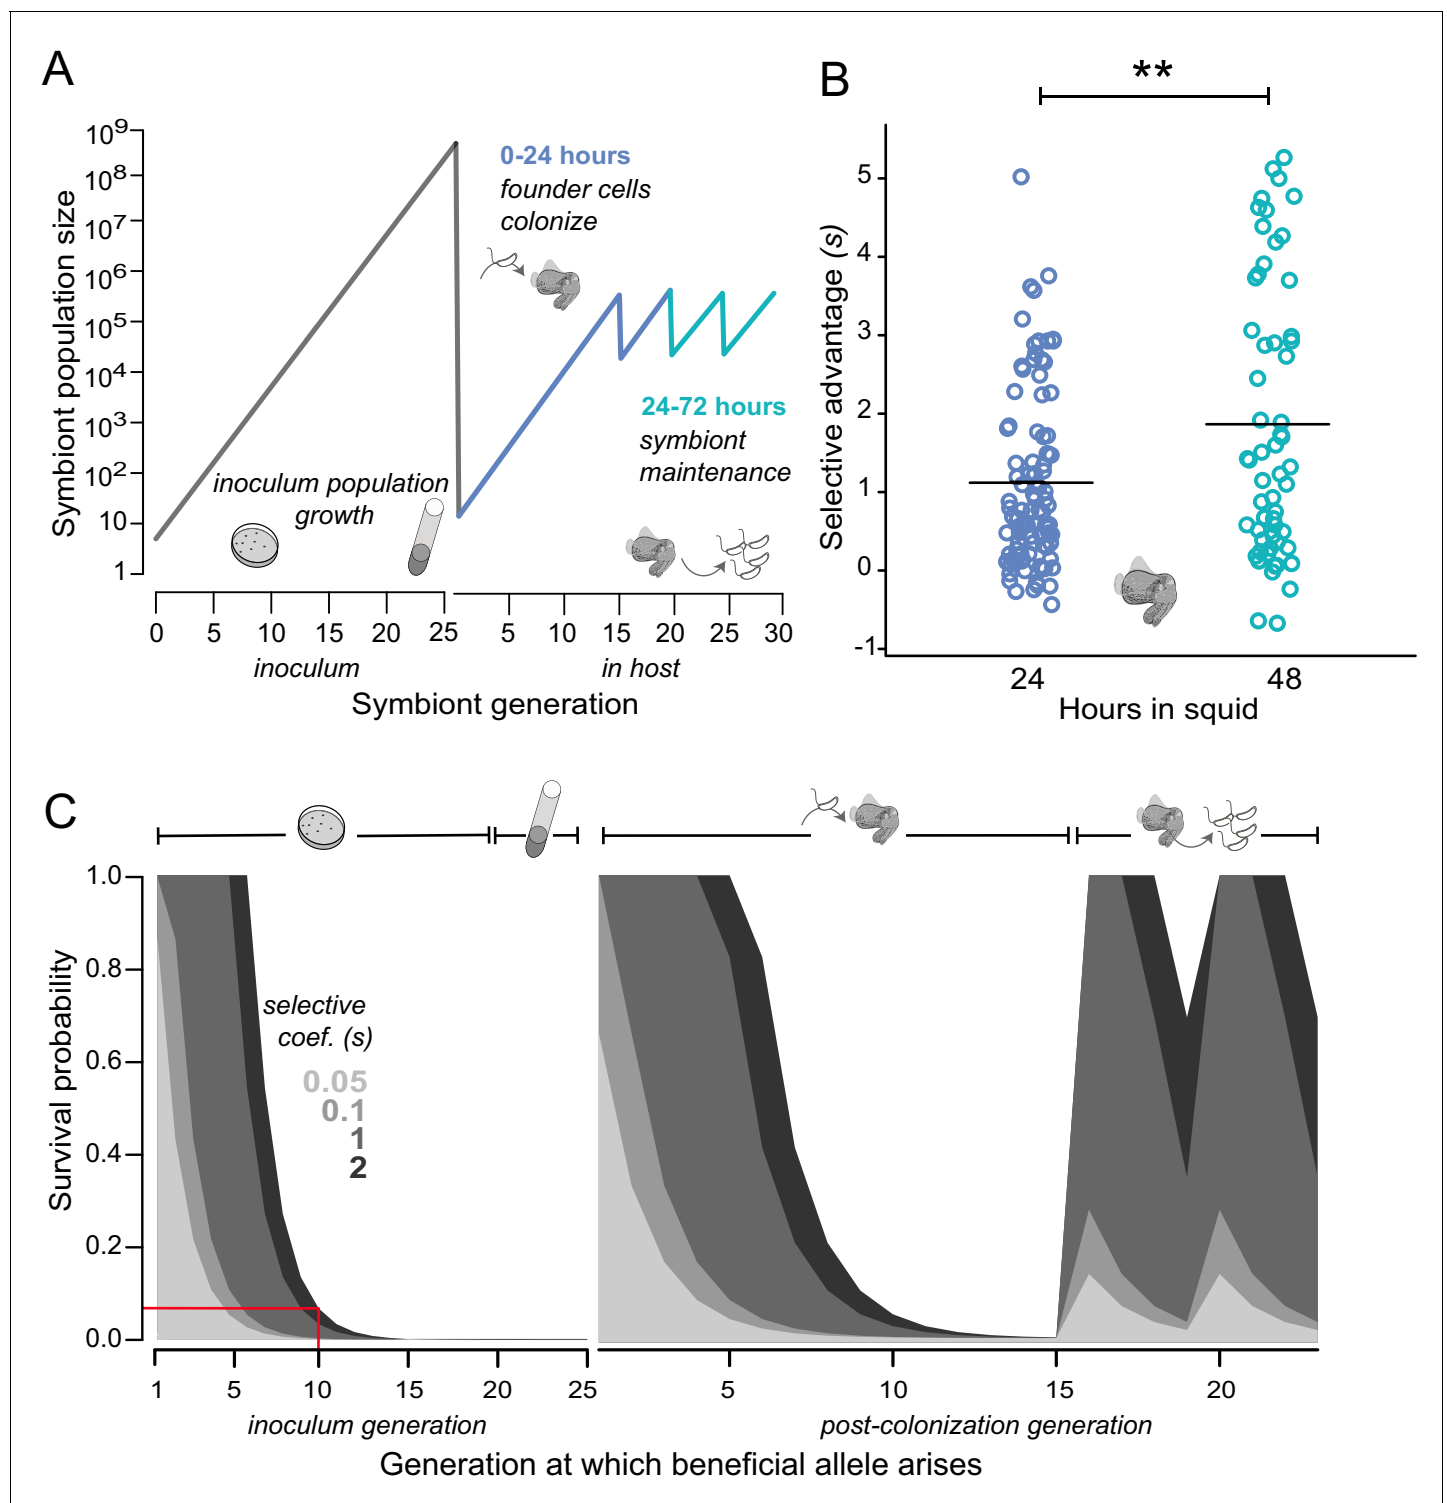 A
Symbiont population size
10⁹
10⁸
10⁷
10⁶
10⁵
10⁴
10³
10²
10
1
0-24 hours
founder cells
colonize
24-72 hours
symbiont
maintenance
inoculum population
growth
0 5 10 15 20 25
5 10 15 20 25 30
inoculum
in host
Symbiont generation
B
**
Selective advantage (s)
5
4
3
2
1
0
-1
24
48
Hours in squid
C
Survival probability
1.0
0.8
0.6
0.4
0.2
0.0
selective
coef. (s)
0.05
0.1
1
2
1 5 10 15 20 25
5 10 15 20
inoculum generation
post-colonization generation
Generation at which beneficial allele arises